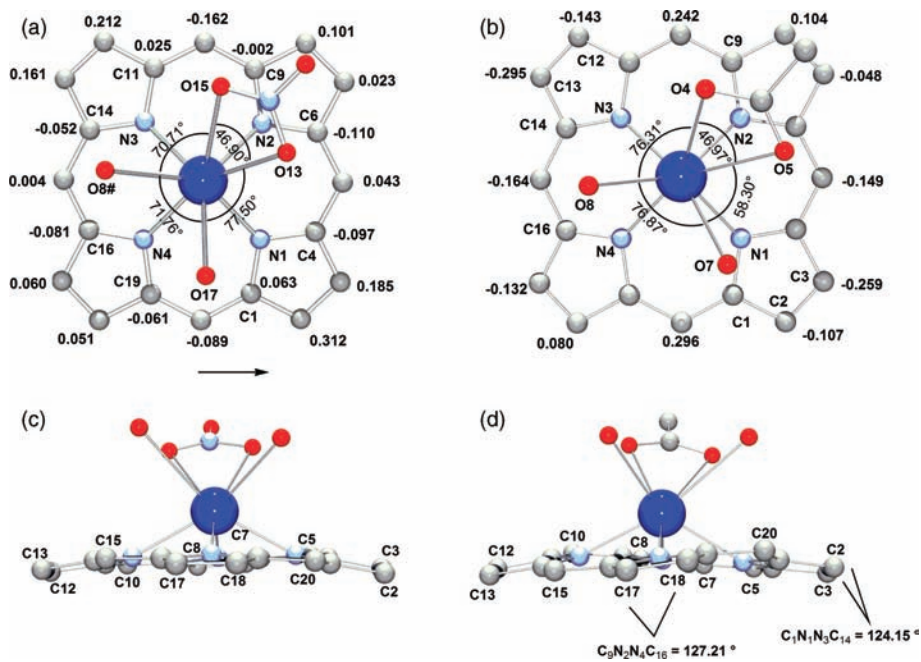 (a)
0.212
-0.162
0.101
0.025
-0.002
0.161
C11
C9
0.023
O15
C14
C6
-0.052
N3
N2
-0.110
70.71°
46.90°
O13
0.004
O8#
0.043
71.76°
77.50°
-0.081
C16
N4
N1
C4
-0.097
0.060
C19
O17
0.063
0.185
-0.061
C1
0.051
-0.089
0.312
(b)
-0.143
0.242
0.104
C12
C9
-0.295
C13
O4
-0.048
N3
N2
C14
76.31°
46.97°
O5
-0.164
O8
-0.149
58.30°
76.87°
C16
N4
N1
O7
C3
-0.132
C2
-0.259
C1
-0.107
0.080
0.296
(c)
C7
C15
C8
C5
C13
C3
C10
C12
C17
C18
C20
C2
(d)
C10
C8
C20
C12
C2
C13
C15
C17
C18
C7
C5
C3
C₉N₂N₄C₁₆ = 127.21 °
C₁N₁N₃C₁₄ = 124.15 °